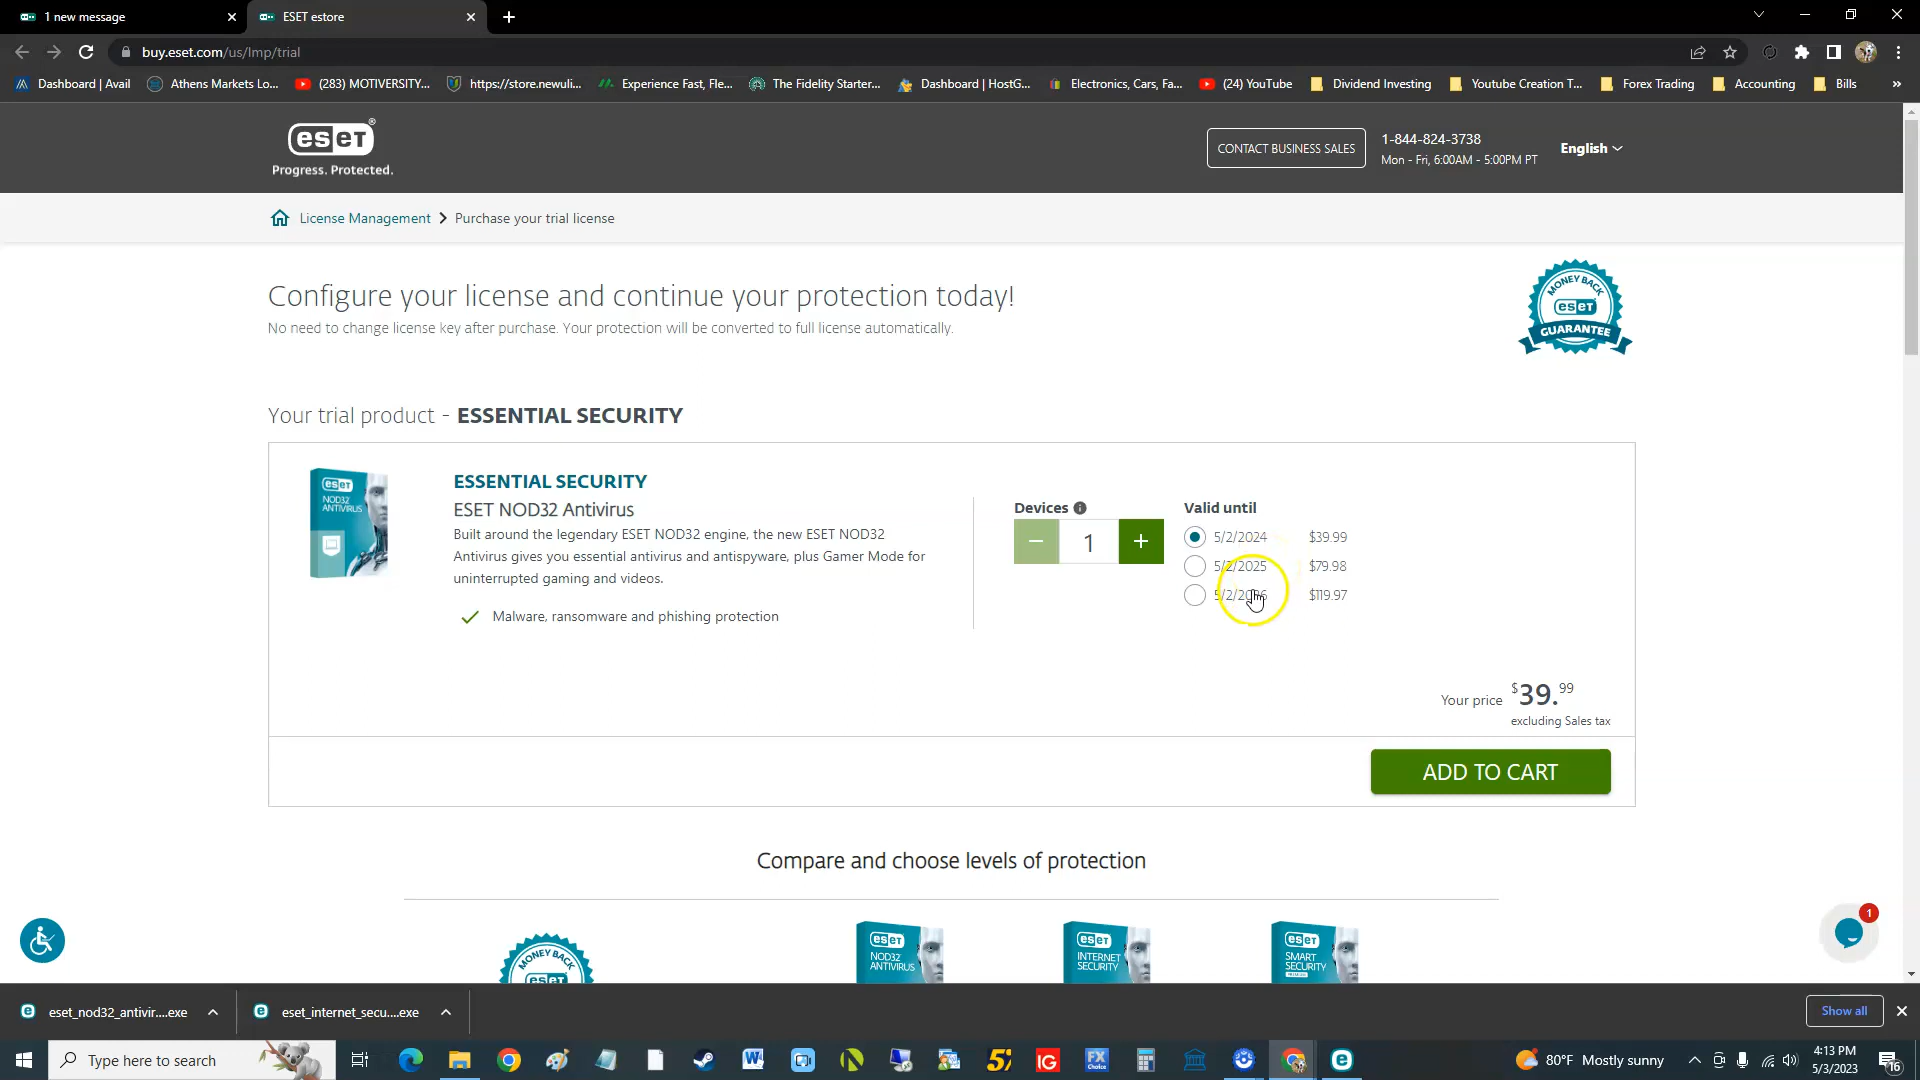 1 new message
ESET estore
buy.eset.com/us/lmp/trial
Dashboard | Avail
Athens Markets Lo...
(283) MOTIVERSITY...
https://store.newuli...
Experience Fast, Fle...
The Fidelity Starter...
Dashboard | HostG...
Electronics, Cars, Fa...
(24) YouTube
Dividend Investing
Youtube Creation T...
Forex Trading
Accounting
Bills
eseT
Progress. Protected.
CONTACT BUSINESS SALES
1-844-824-3738
Mon - Fri, 6:00AM - 5:00PM PT
English
License Management
Purchase your trial license
Configure your license and continue your protection today!
No need to change license key after purchase. Your protection will be converted to full license automatically.
MONEY BACK
eseT
GUARANTEE
Your trial product - ESSENTIAL SECURITY
eseT
NOD32
ANTIVIRUS
ESSENTIAL SECURITY
ESET NOD32 Antivirus
Built around the legendary ESET NOD32 engine, the new ESET NOD32
Antivirus gives you essential antivirus and antispyware, plus Gamer Mode for
uninterrupted gaming and videos.
Malware, ransomware and phishing protection
Devices
1
Valid until
5/2/2024 $39.99
5/2/2025 $79.98
5/2/2026 $119.97
Your price $39.99
excluding Sales tax
ADD TO CART
Compare and choose levels of protection
MONEY BACK
eseT
eseT
NOD32
ANTIVIRUS
eseT
INTERNET
SECURITY
eseT
SMART
SECURITY
PREMIUM
1
eset_nod32_antivir....exe
eset_internet_secu....exe
Show all
Type here to search
80°F Mostly sunny
4:13 PM
5/3/2023
16